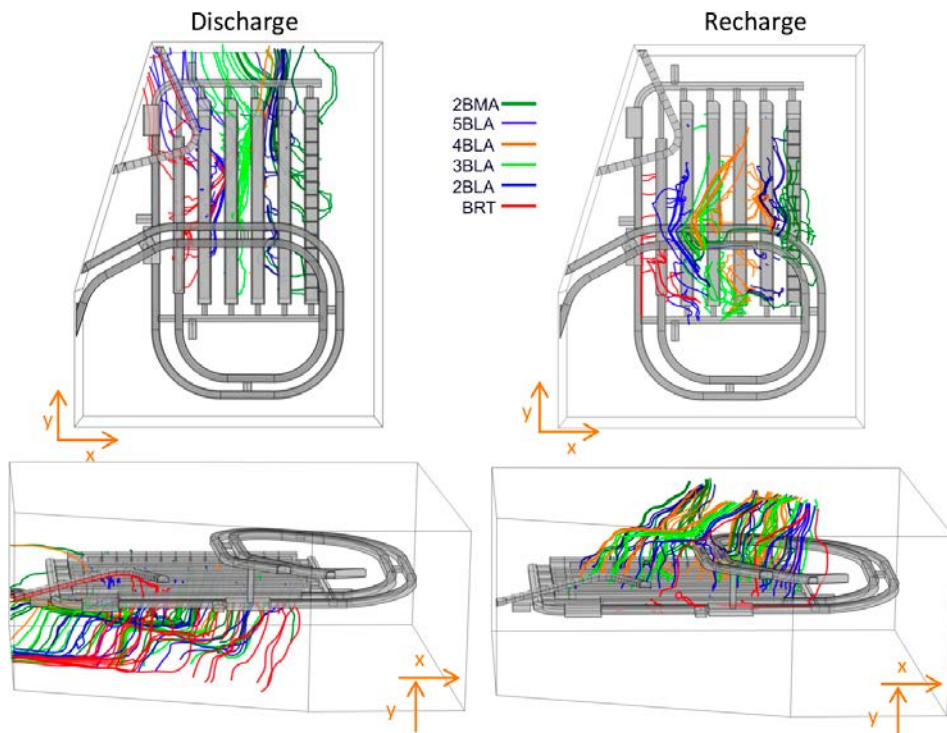 Discharge
Recharge
2BMA
5BLA
4BLA
3BLA
2BLA
BRT
y
x
y
x
x
y
x
y